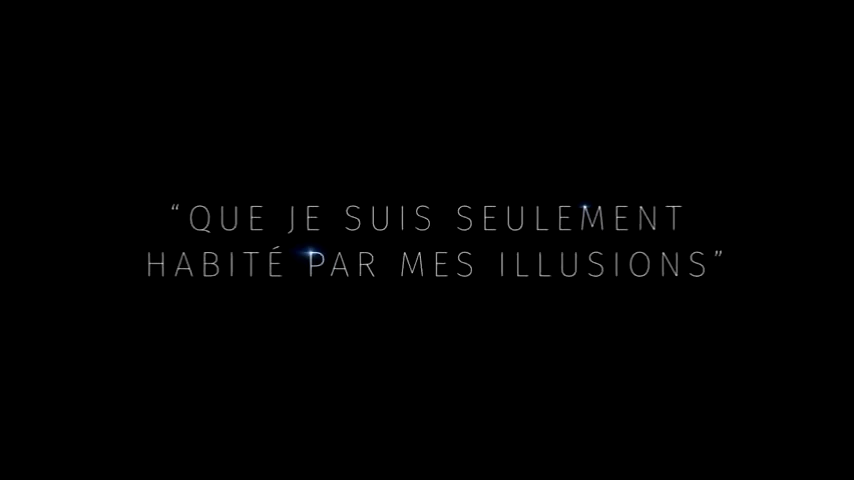 “QUE JE SUIS SEULEMENT
HABITÉ PAR MES ILLUSIONS”